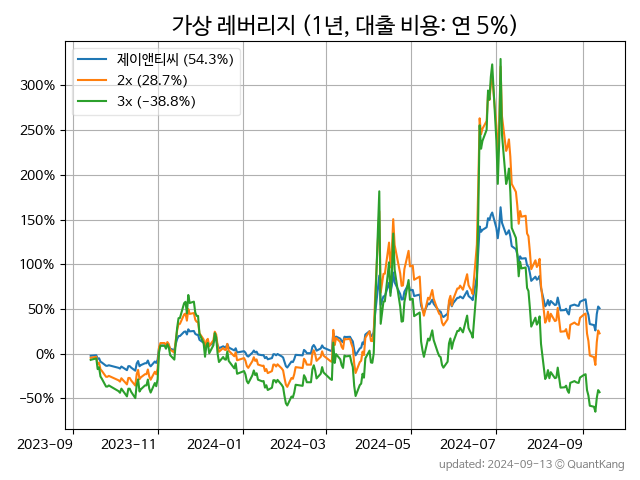 가상 레버리지 (1년, 대출 비용: 연 5%)
제이앤티씨 (54.3%)
2x (28.7%)
3x (−38.8%)
300%
250%
200%
150%
100%
50%
0%
−50%
2023-09 2023-11 2024-01 2024-03 2024-05 2024-07 2024-09
updated: 2024-09-13 © QuantKang